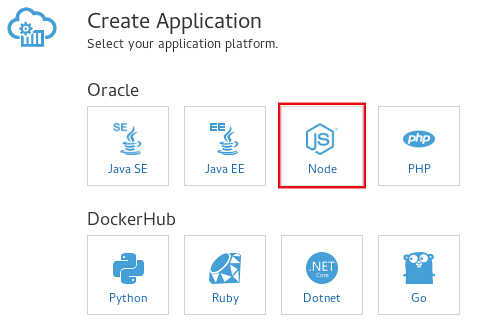 Create Application
Select your application platform.
Oracle
SE
EE
JS
php
Java SE
Java EE
Node
PHP
DockerHub
.NET
Core
Python
Ruby
Dotnet
Go